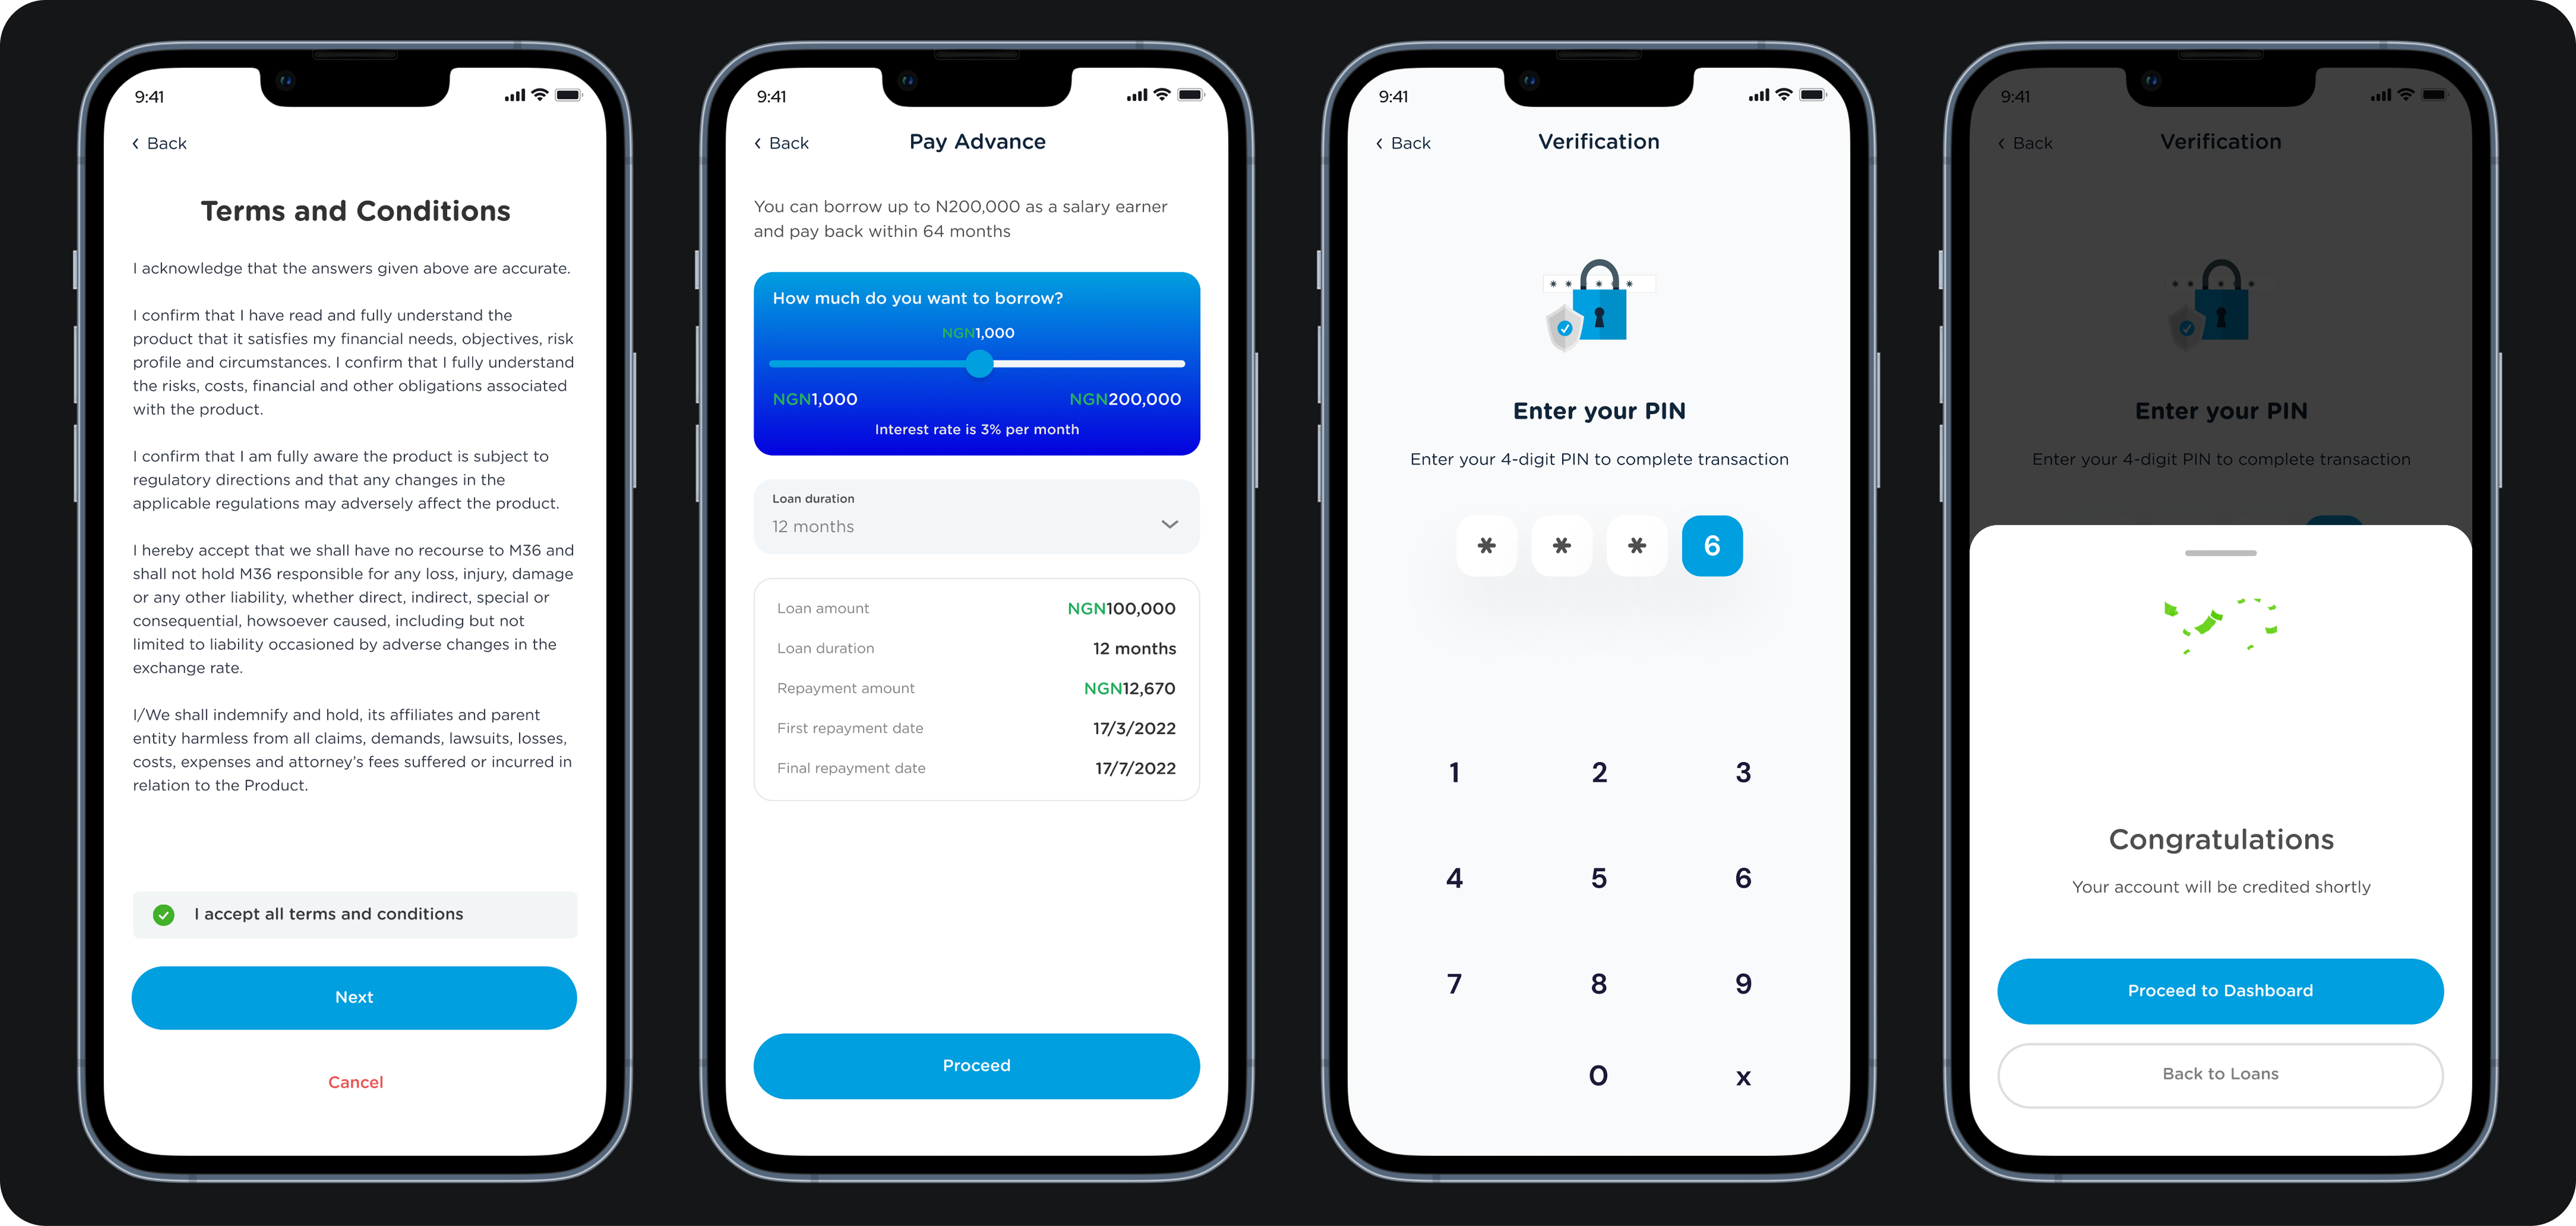 9:41
Back
Terms and Conditions
I acknowledge that the answers given above are accurate.
I confirm that I have read and fully understand the
product that it satisfies my financial needs, objectives, risk
profile and circumstances. I confirm that I fully understand
the risks, costs, financial and other obligations associated
with the product.
I confirm that I am fully aware the product is subject to
regulatory directions and that any changes in the
applicable regulations may adversely affect the product.
I hereby accept that we shall have no recourse to M36 and
shall not hold M36 responsible for any loss, injury, damage
or any other liability, whether direct, indirect, special or
consequential, howsoever caused, including but not
limited to liability occasioned by adverse changes in the
exchange rate.
I/We shall indemnify and hold, its affiliates and parent
entity harmless from all claims, demands, lawsuits, losses,
costs, expenses and attorney’s fees suffered or incurred in
relation to the Product.
I accept all terms and conditions
Next
Cancel
9:41
Back
Pay Advance
You can borrow up to N200,000 as a salary earner
and pay back within 64 months
How much do you want to borrow?
NGN1,000
NGN1,000 NGN200,000
Interest rate is 3% per month
Loan duration
12 months
Loan amount NGN100,000
Loan duration 12 months
Repayment amount NGN12,670
First repayment date 17/3/2022
Final repayment date 17/7/2022
Proceed
9:41
Back
Verification
* * * * *
Enter your PIN
Enter your 4-digit PIN to complete transaction
* * * 6
1 2 3
4 5 6
7 8 9
0 x
9:41
Back
Verification
* * * * *
Enter your PIN
Enter your 4-digit PIN to complete transaction
Congratulations
Your account will be credited shortly
Proceed to Dashboard
Back to Loans